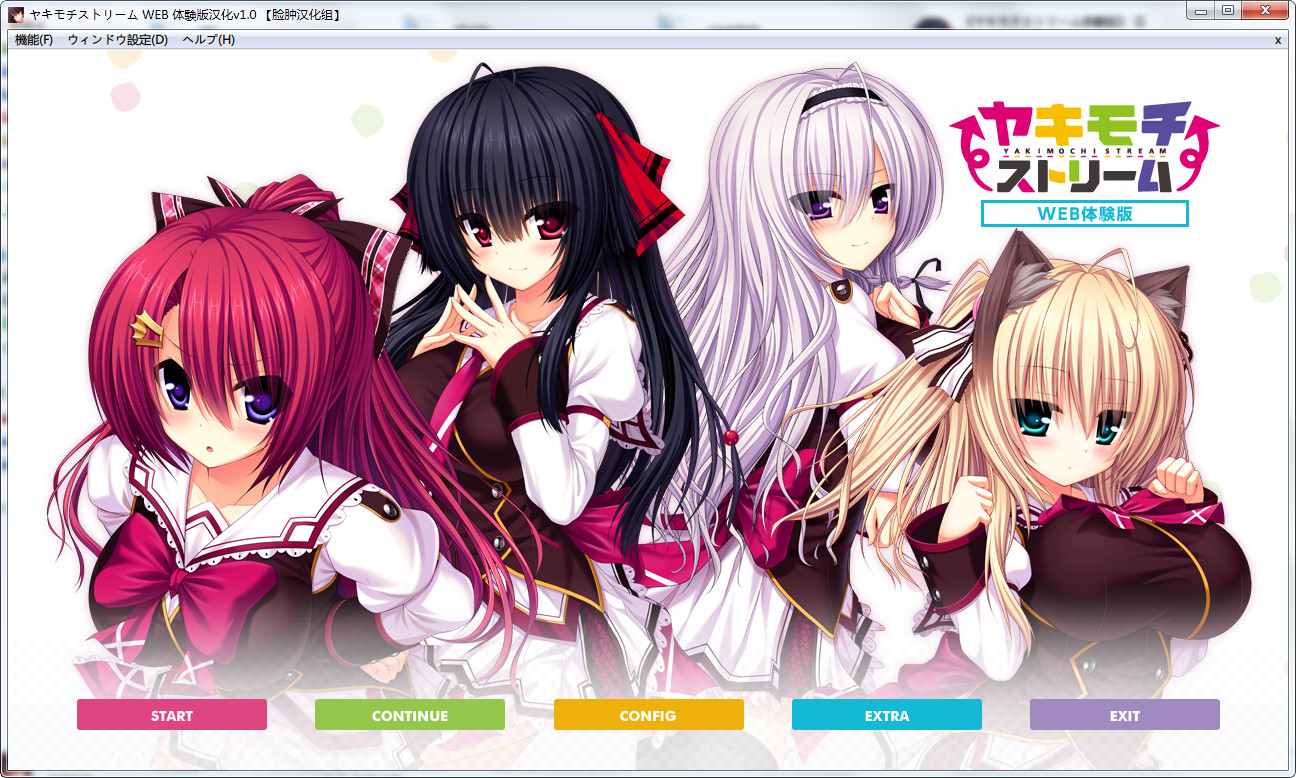 ヤキモチストリーム WEB 体験版汉化v1.0 【脸肿汉化组】
機能(F) ウィンドウ設定(D) ヘルプ(H) x
ヤキモチ
YAKIMOCHI STREAM
ストリーム
WEB体験版
START CONTINUE CONFIG EXTRA EXIT